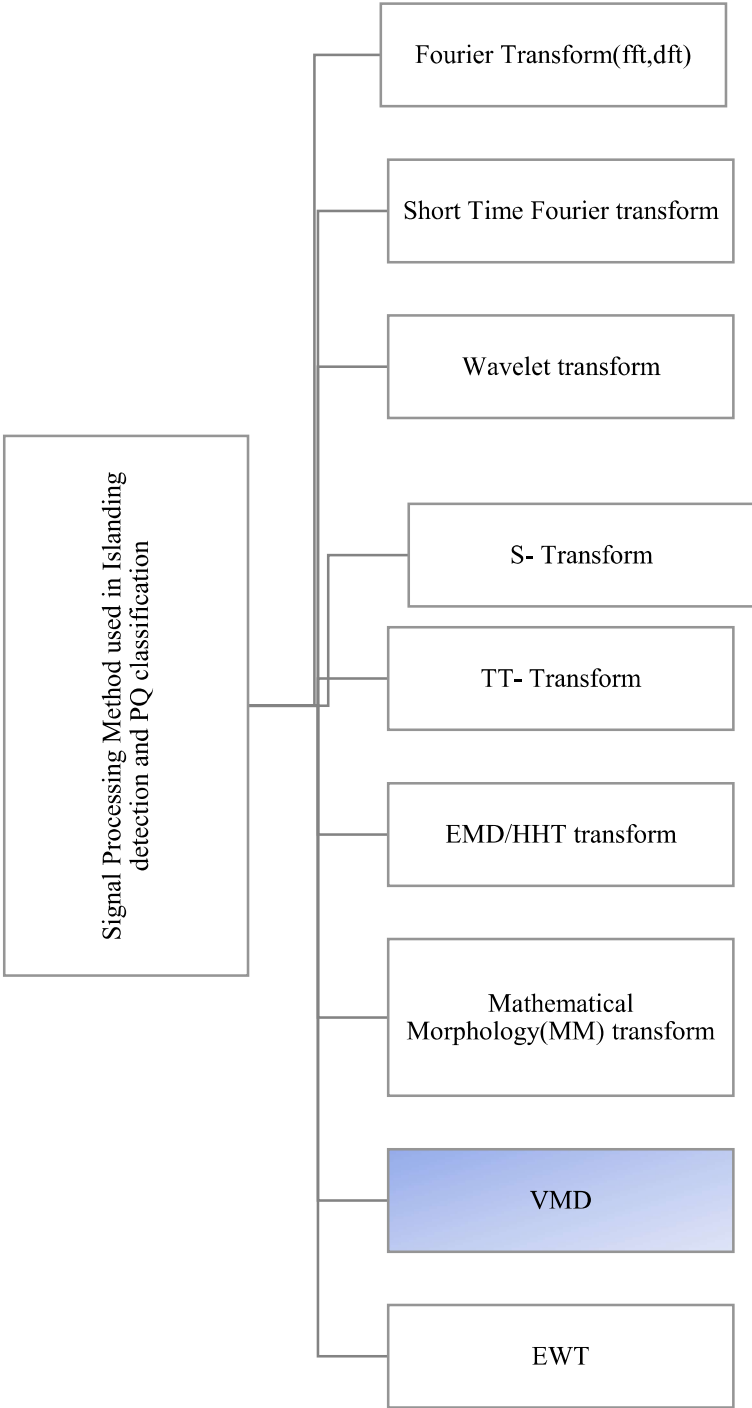 Signal Processing Method used in Islanding
detection and PQ classification
Fourier Transform(fft,dft)
Short Time Fourier transform
Wavelet transform
S- Transform
TT- Transform
EMD/HHT transform
Mathematical
Morphology(MM) transform
VMD
EWT